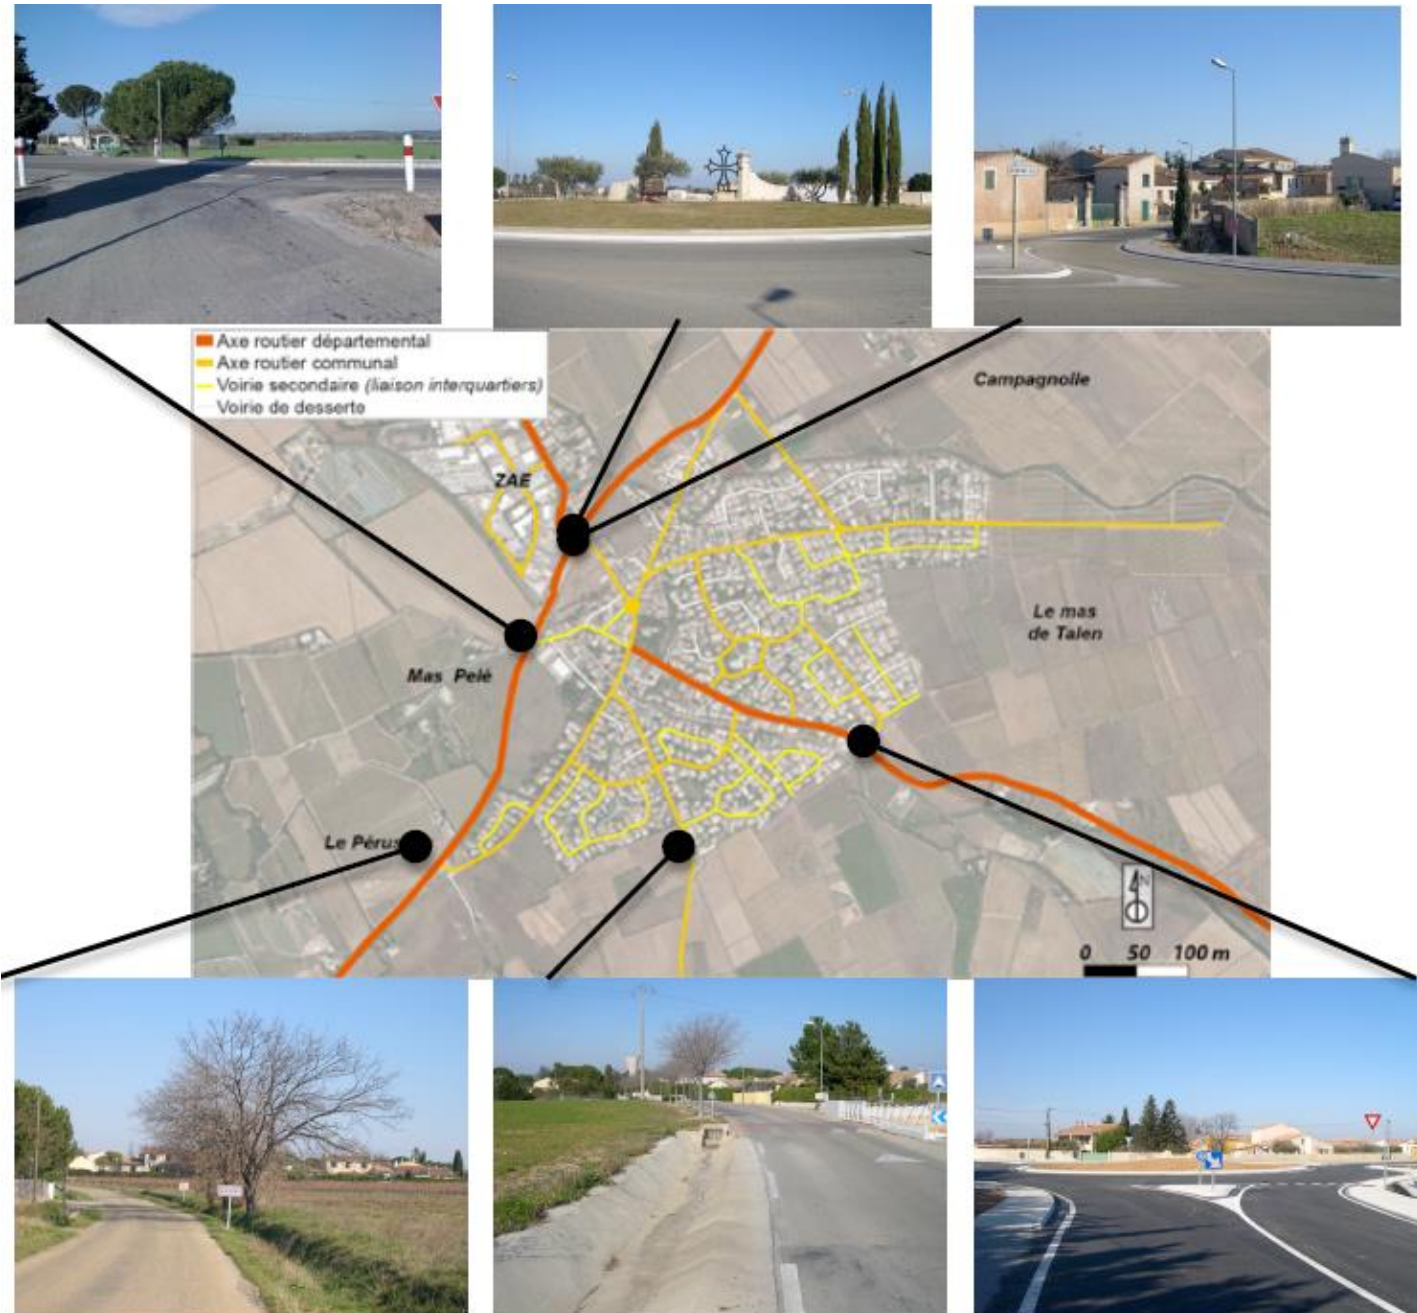 Axe routier départemental
Axe routier communal
Voirie secondaire (liaison interquartiers)
Voirie de desserte
Campagnolle
ZAE
Le mas
de Talen
Mas Pelé
Le Pérus
N
0 50 100 m